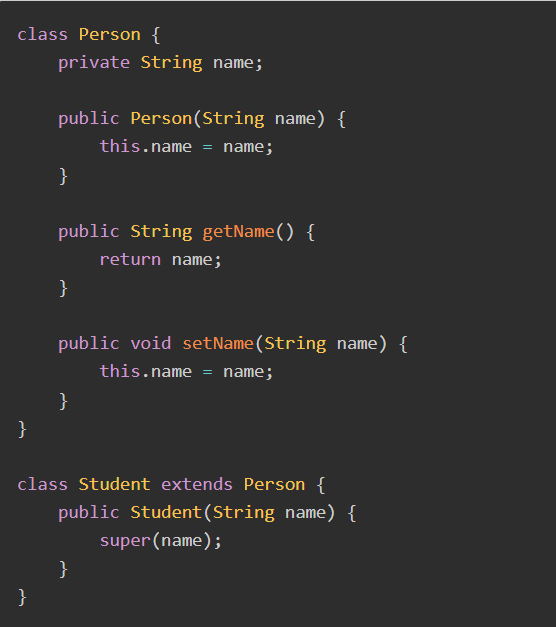 class Person {
    private String name;

    public Person(String name) {
        this.name = name;
    }

    public String getName() {
        return name;
    }

    public void setName(String name) {
        this.name = name;
    }
}

class Student extends Person {
    public Student(String name) {
        super(name);
    }
}